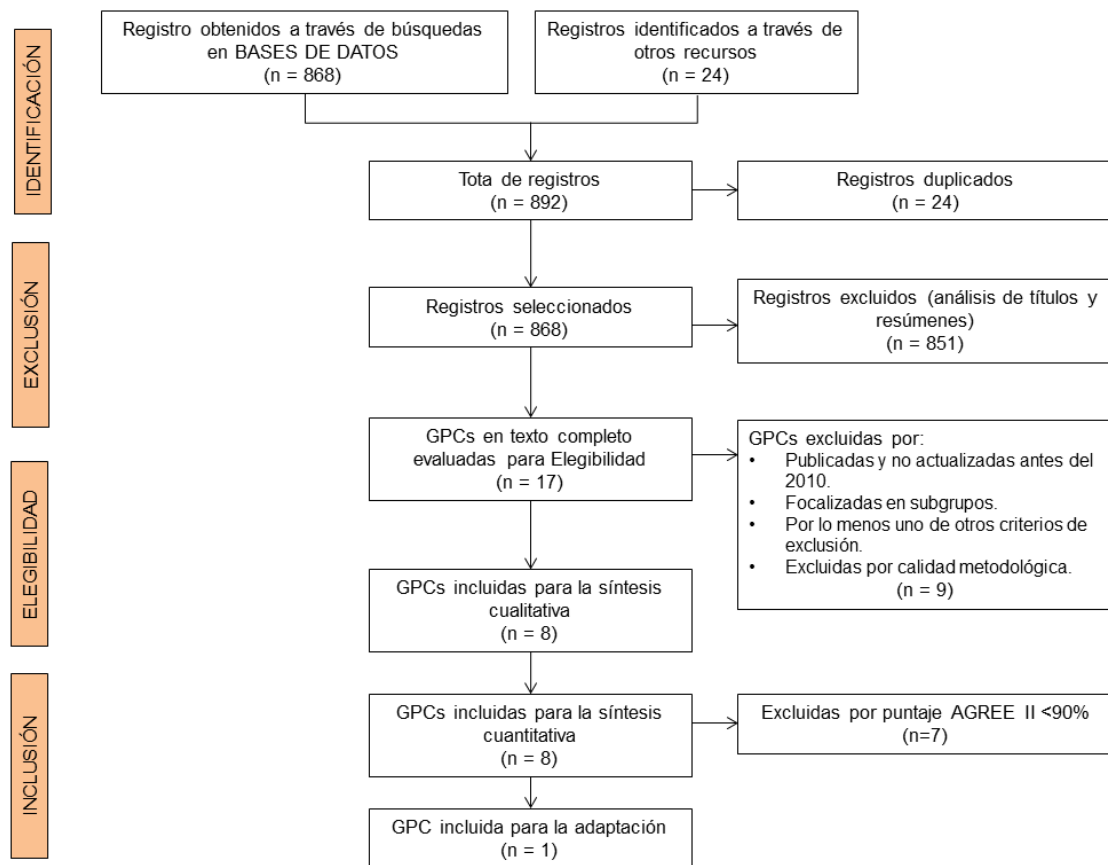 IDENTIFICACIÓN
Registro obtenidos a través de búsquedas
en BASES DE DATOS
(n = 868)
Registros identificados a través de
otros recursos
(n = 24)
Tota de registros
(n = 892)
Registros duplicados
(n = 24)
EXCLUSIÓN
Registros seleccionados
(n = 868)
Registros excluidos (análisis de títulos y
resúmenes)
(n = 851)
ELEGIBILIDAD
GPCs en texto completo
evaluadas para Elegibilidad
(n = 17)
GPCs excluidas por:
• Publicadas y no actualizadas antes del
2010.
• Focalizadas en subgrupos.
• Por lo menos uno de otros criterios de
exclusión.
• Excluidas por calidad metodológica.
(n = 9)
GPCs incluidas para la síntesis
cualitativa
(n = 8)
INCLUSIÓN
GPCs incluidas para la síntesis
cuantitativa
(n = 8)
Excluidas por puntaje AGREE II <90%
(n=7)
GPC incluida para la adaptación
(n = 1)